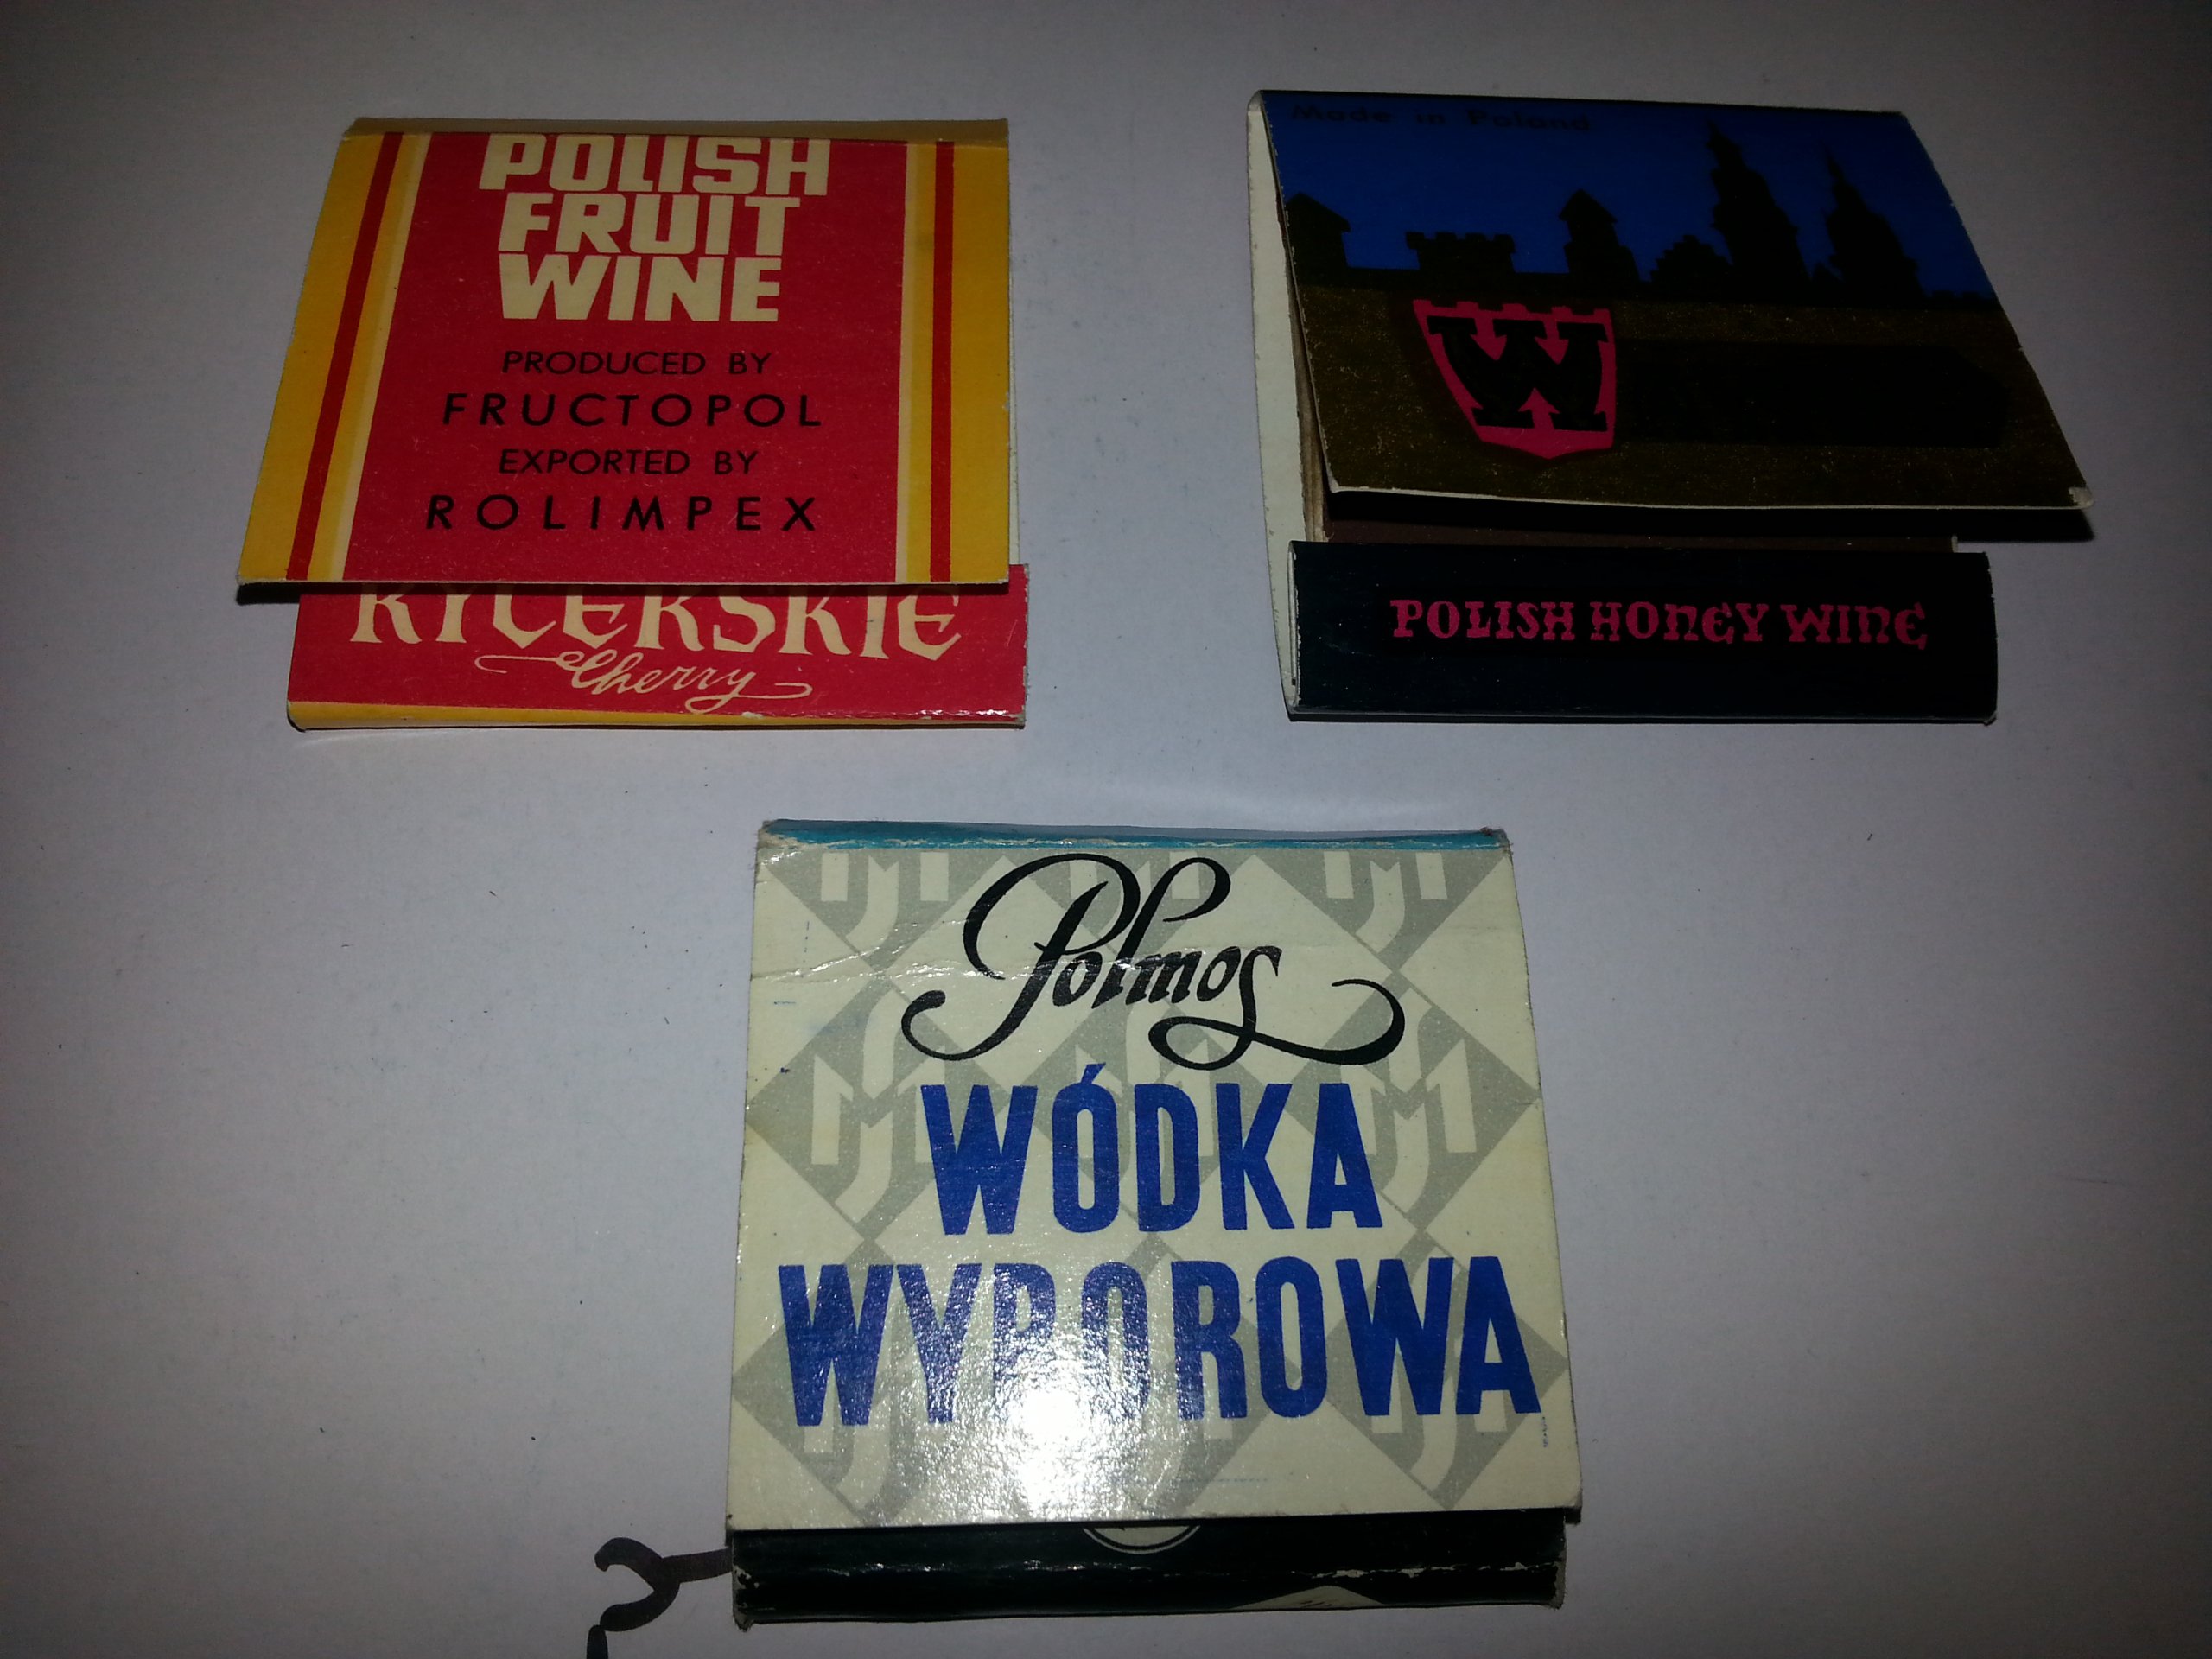 POLISH
FRUIT
WINE
PRODUCED BY
FRUCTOPOL
EXPORTED BY
ROLIMPEX
RYCERSKIE
Cherry
Made in Poland
W
POLISH HONEY WINE
Polmos
WÓDKA
WYBOROWA